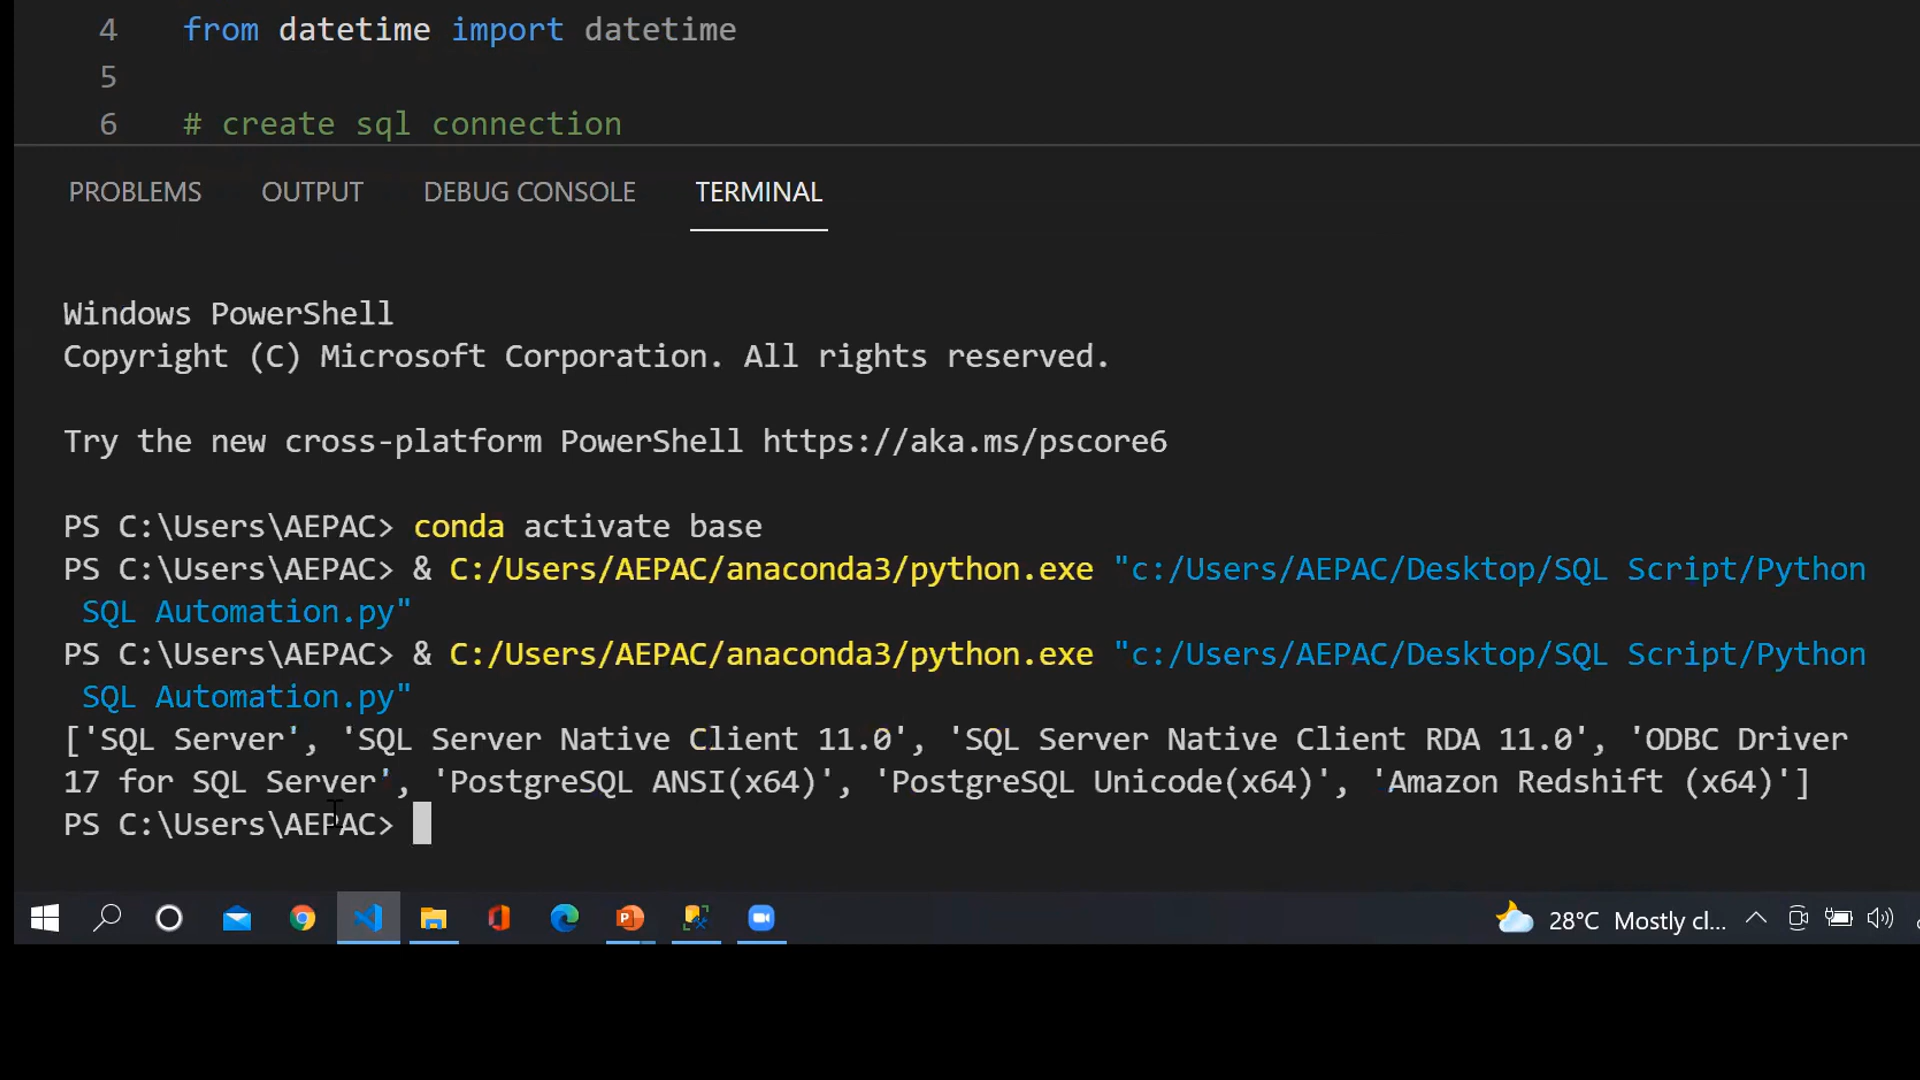 4 from datetime import datetime
5
6 # create sql connection
PROBLEMS OUTPUT DEBUG CONSOLE TERMINAL
Windows PowerShell
Copyright (C) Microsoft Corporation. All rights reserved.
Try the new cross-platform PowerShell https://aka.ms/pscore6
PS C:\Users\AEPAC> conda activate base
PS C:\Users\AEPAC> & C:/Users/AEPAC/anaconda3/python.exe "c:/Users/AEPAC/Desktop/SQL Script/Python
SQL Automation.py"
PS C:\Users\AEPAC> & C:/Users/AEPAC/anaconda3/python.exe "c:/Users/AEPAC/Desktop/SQL Script/Python
SQL Automation.py"
['SQL Server', 'SQL Server Native Client 11.0', 'SQL Server Native Client RDA 11.0', 'ODBC Driver
17 for SQL Server', 'PostgreSQL ANSI(x64)', 'PostgreSQL Unicode(x64)', 'Amazon Redshift (x64)']
PS C:\Users\AEPAC>
28°C Mostly cl...